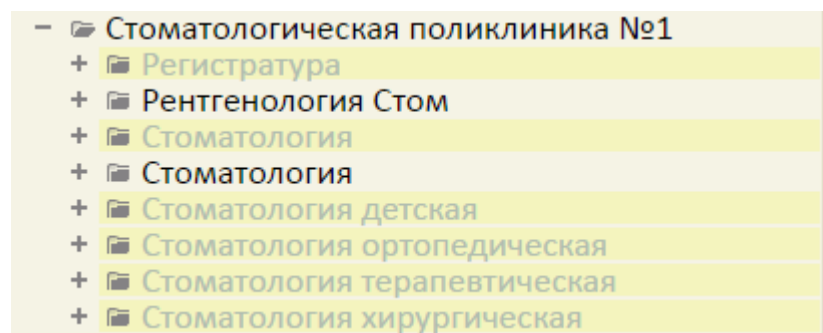 Стоматологическая поликлиника №1
Регистратура
Рентгенология Стом
Стоматология
Стоматология
Стоматология детская
Стоматология ортопедическая
Стоматология терапевтическая
Стоматология хирургическая